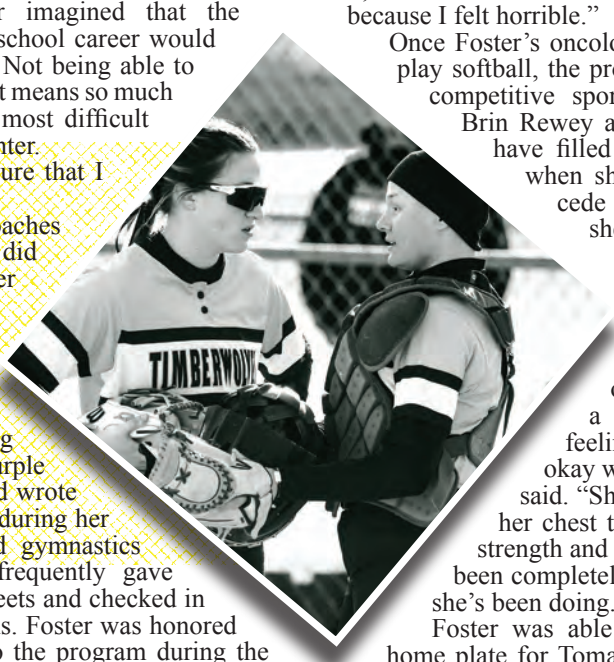 r imagined that the
school career would
Not being able to
t means so much
most difficult
nter.
ure that I
oaches
did
er
g
urple
d wrote
during her
d gymnastics
frequently gave
eets and checked in
s. Foster was honored
o the program during the
TIMBERWOLV
because I felt horrible.”
Once Foster’s oncolo
play softball, the pro
competitive spor
Brin Rewey a
have filled
when sh
cede
she
a
feelin
okay w
said. “Sh
her chest t
strength and
been completel
she’s been doing.
Foster was able
home plate for Toma